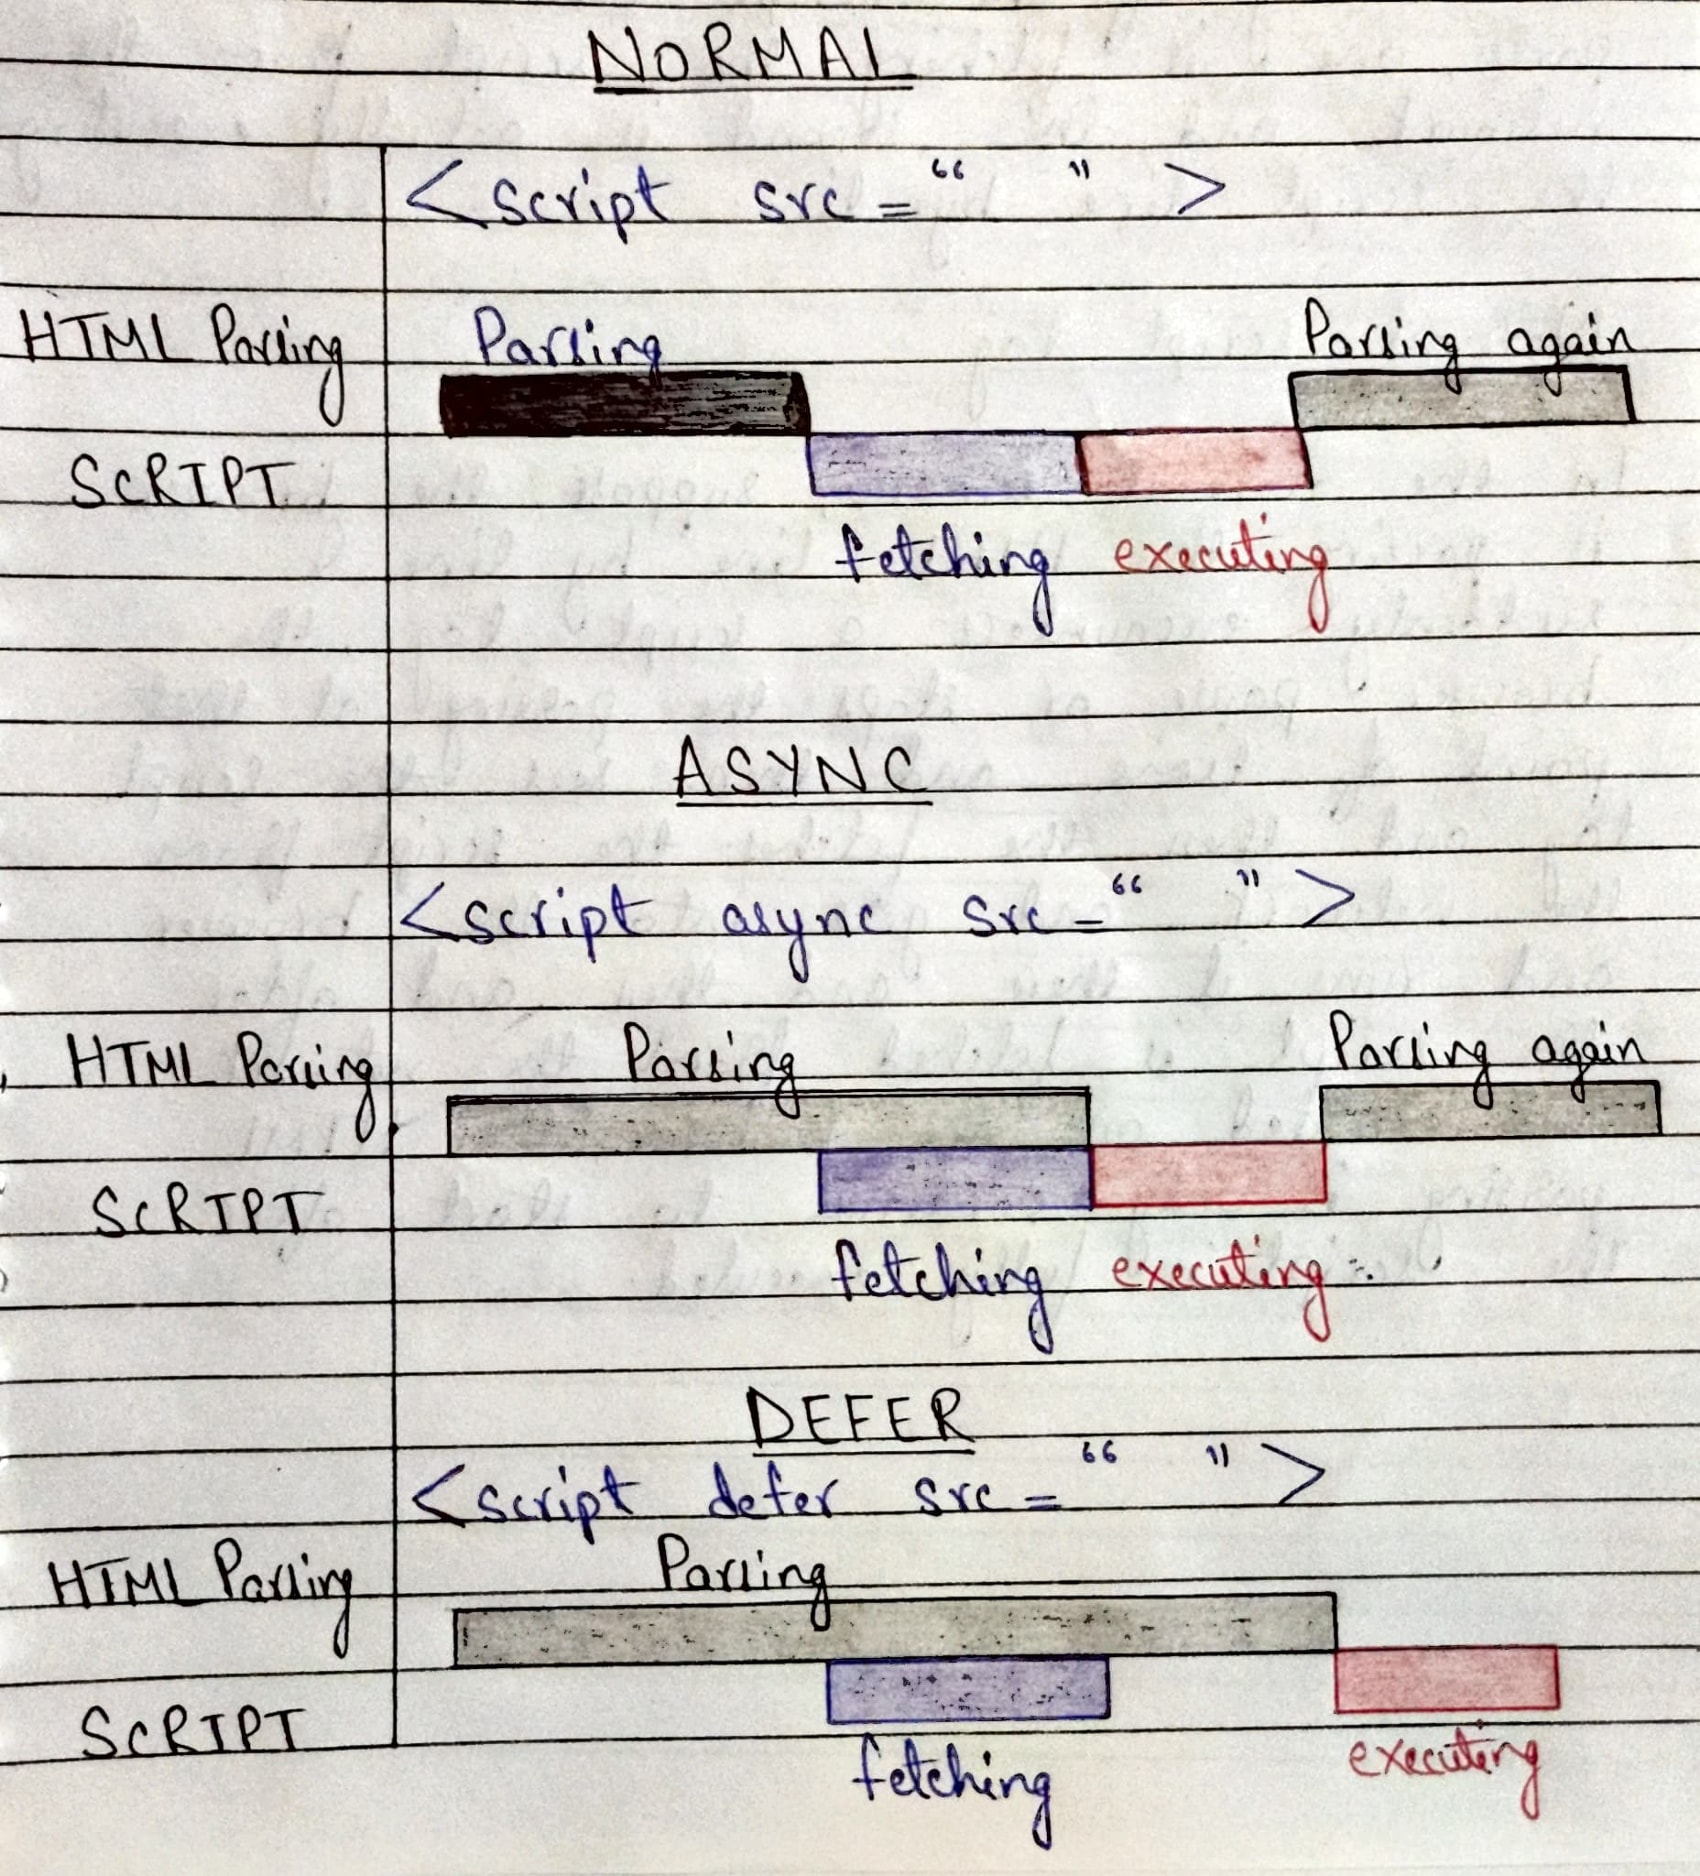 NORMAL
<script src = “ ” >
HTML Parsing Parsing Parsing again
SCRIPT
fetching executing
ASYNC
<script async src = “ ” >
HTML Parsing Parsing Parsing again
SCRIPT
fetching executing
DEFER
<script defer src = “ ” >
HTML Parsing Parsing
SCRIPT
fetching executing